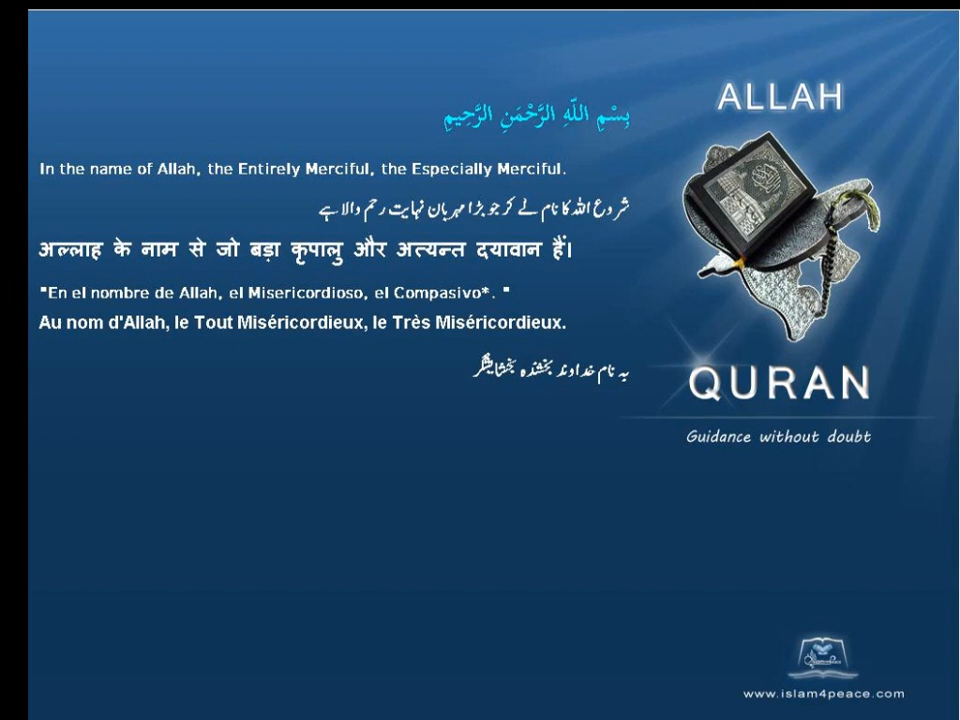 بِسْمِ اللّهِ الرَّحْمَنِ الرَّحِيمِ
In the name of Allah, the Entirely Merciful, the Especially Merciful.
شروع الله کا نام لے کر جو بڑا مہربان نہایت رحم والا ہے
अल्लाह के नाम से जो बड़ा कृपालु और अत्यन्त दयावान हैं।
"En el nombre de Allah, el Misericordioso, el Compasivo*. "
Au nom d'Allah, le Tout Miséricordieux, le Très Miséricordieux.
به نام خداوند بخشنده بخشایشگر
ALLAH
QURAN
Guidance without doubt
www.islam4peace.com